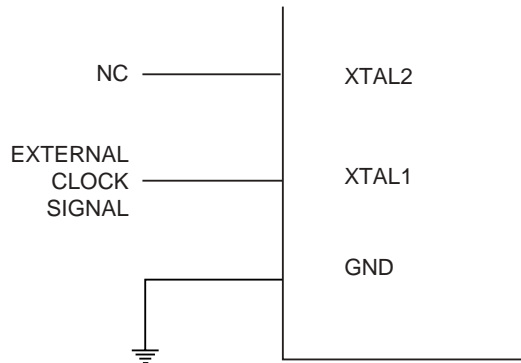 NC
XTAL2
EXTERNAL
CLOCK
SIGNAL
XTAL1
GND